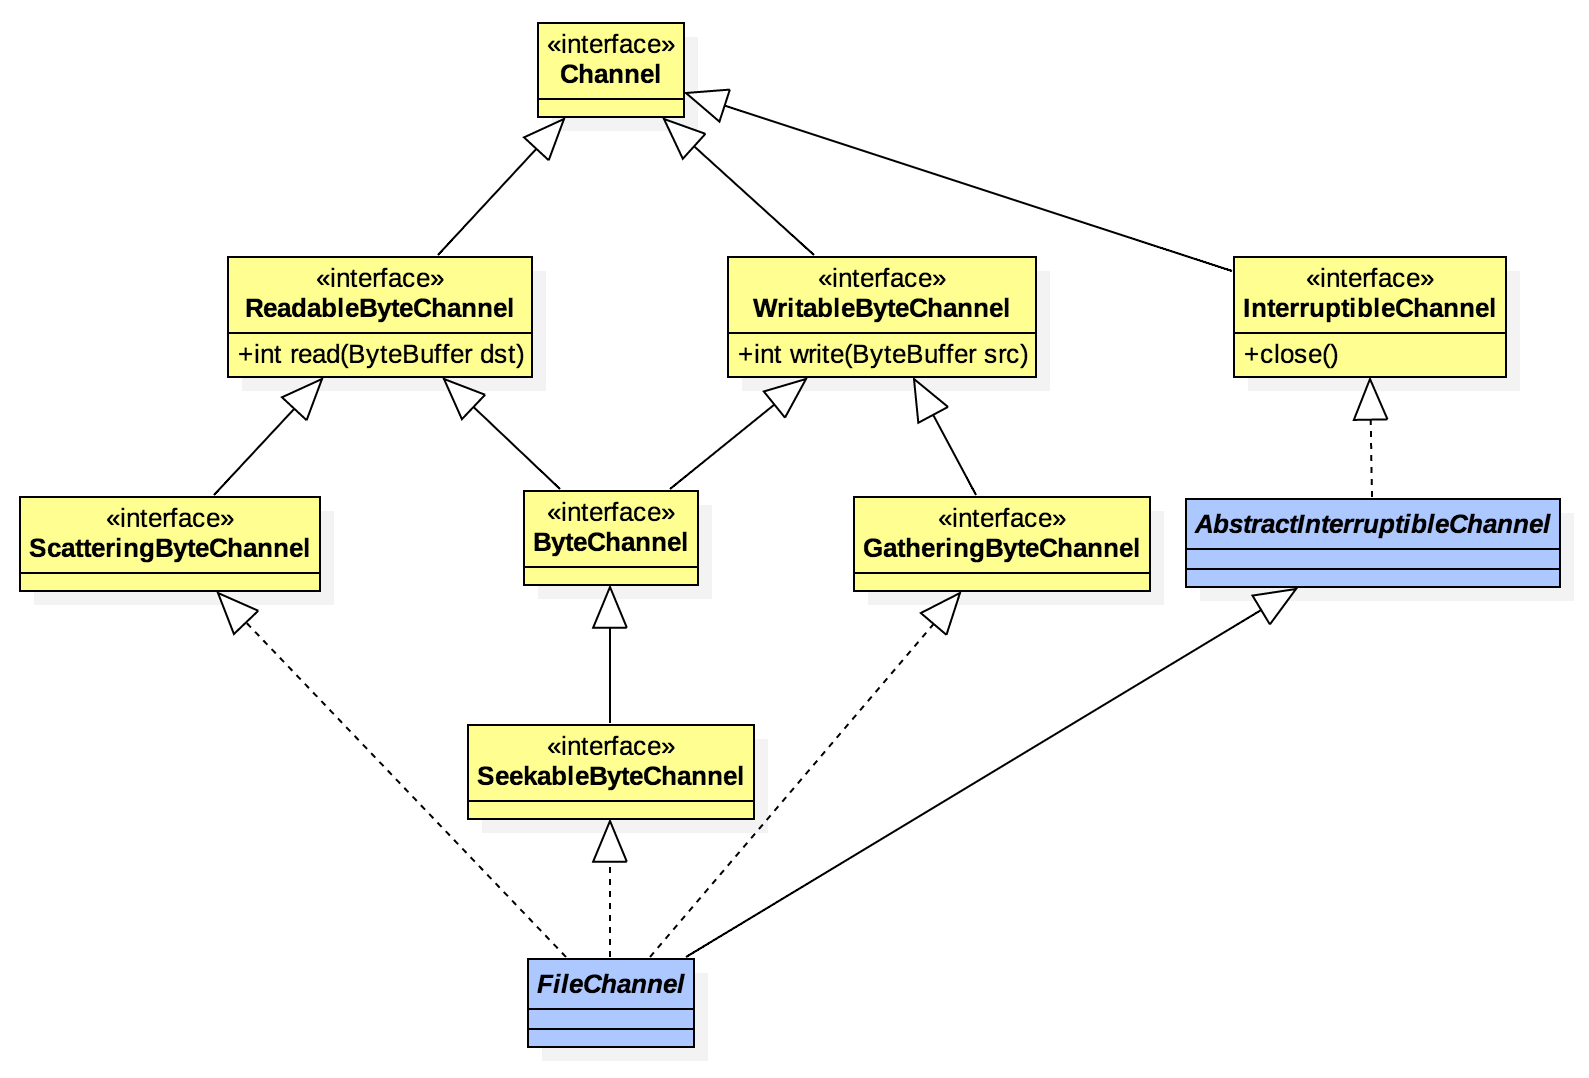 «interface»
Channel
«interface»
ReadableByteChannel
+int read(ByteBuffer dst)
«interface»
WritableByteChannel
+int write(ByteBuffer src)
«interface»
InterruptibleChannel
+close()
«interface»
ScatteringByteChannel
«interface»
ByteChannel
«interface»
GatheringByteChannel
AbstractInterruptibleChannel
«interface»
SeekableByteChannel
FileChannel